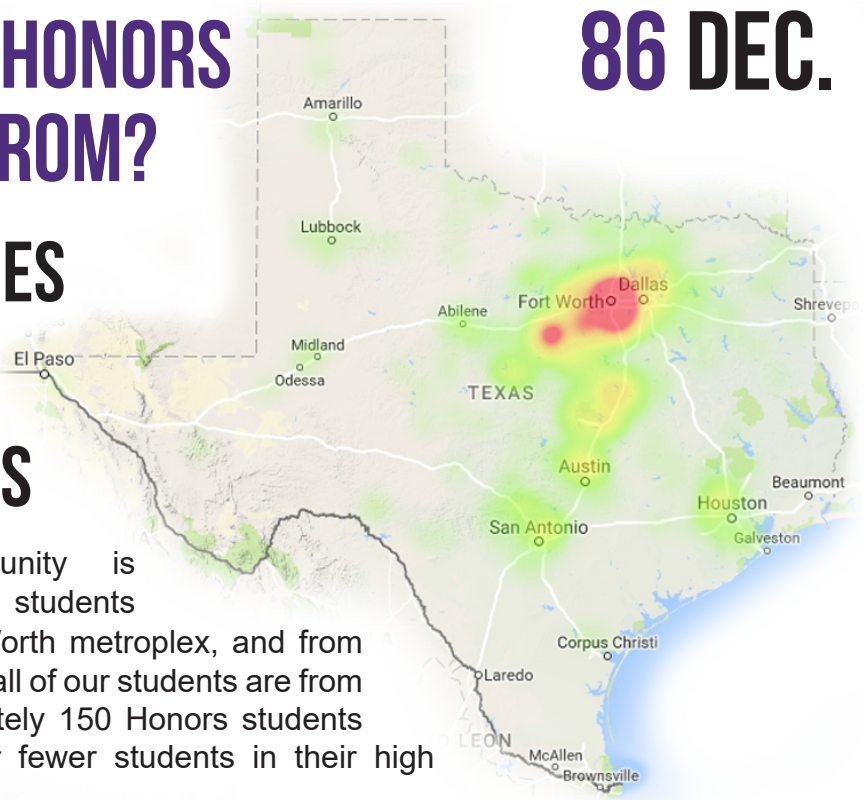 HONORS
ROM?
86 DEC.
ES
S
unity is
students
Worth metroplex, and from
all of our students are from
tely 150 Honors students
fewer students in their high
Amarillo
Lubbock
Dallas
Fort Worth
Abilene
Shrevep
Midland
Odessa
El Paso
TEXAS
Austin
Beaumont
Houston
San Antonio
Galveston
Corpus Christi
Laredo
LEON
McAllen
Brownsville